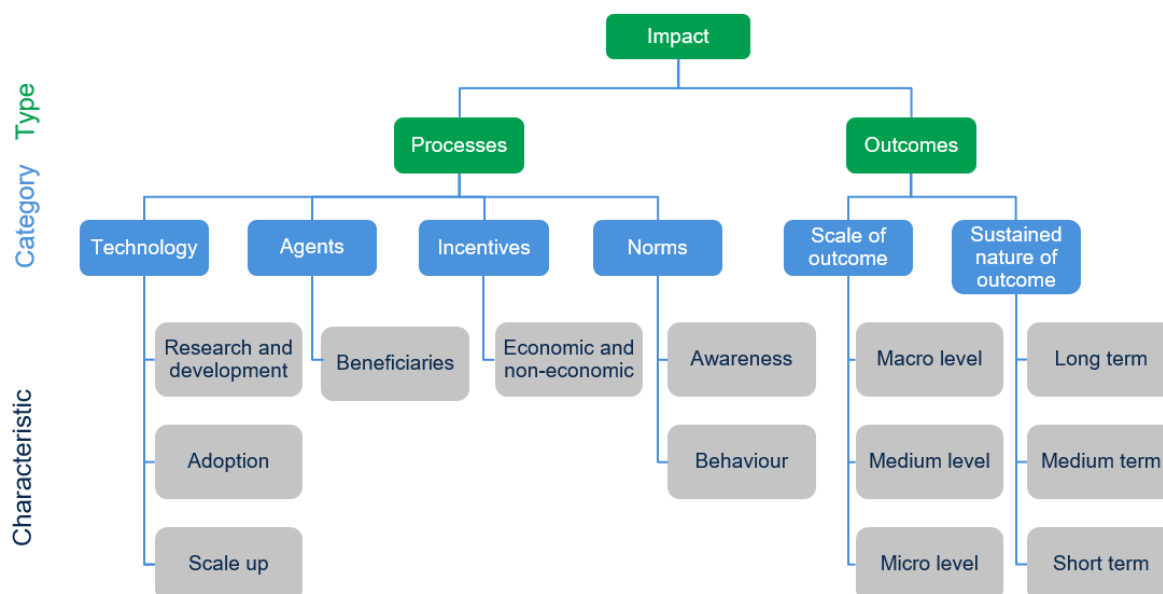 Impact
Type
Processes
Outcomes
Category
Technology
Agents
Incentives
Norms
Scale of
outcome
Sustained
nature of
outcome
Characteristic
Research and
development
Beneficiaries
Economic and
non-economic
Awareness
Macro level
Long term
Adoption
Behaviour
Medium level
Medium term
Scale up
Micro level
Short term